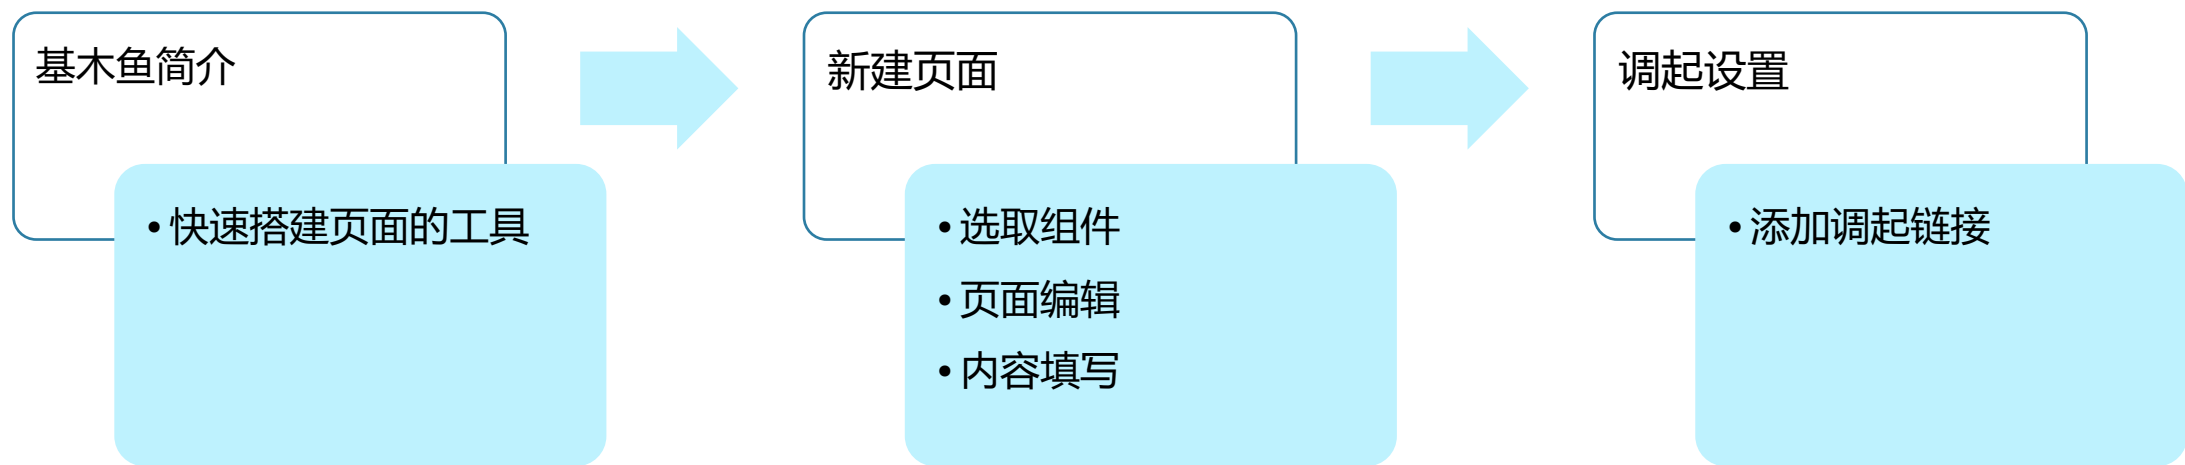 基木鱼简介
• 快速搭建页面的工具
新建页面
• 选取组件
• 页面编辑
• 内容填写
调起设置
• 添加调起链接